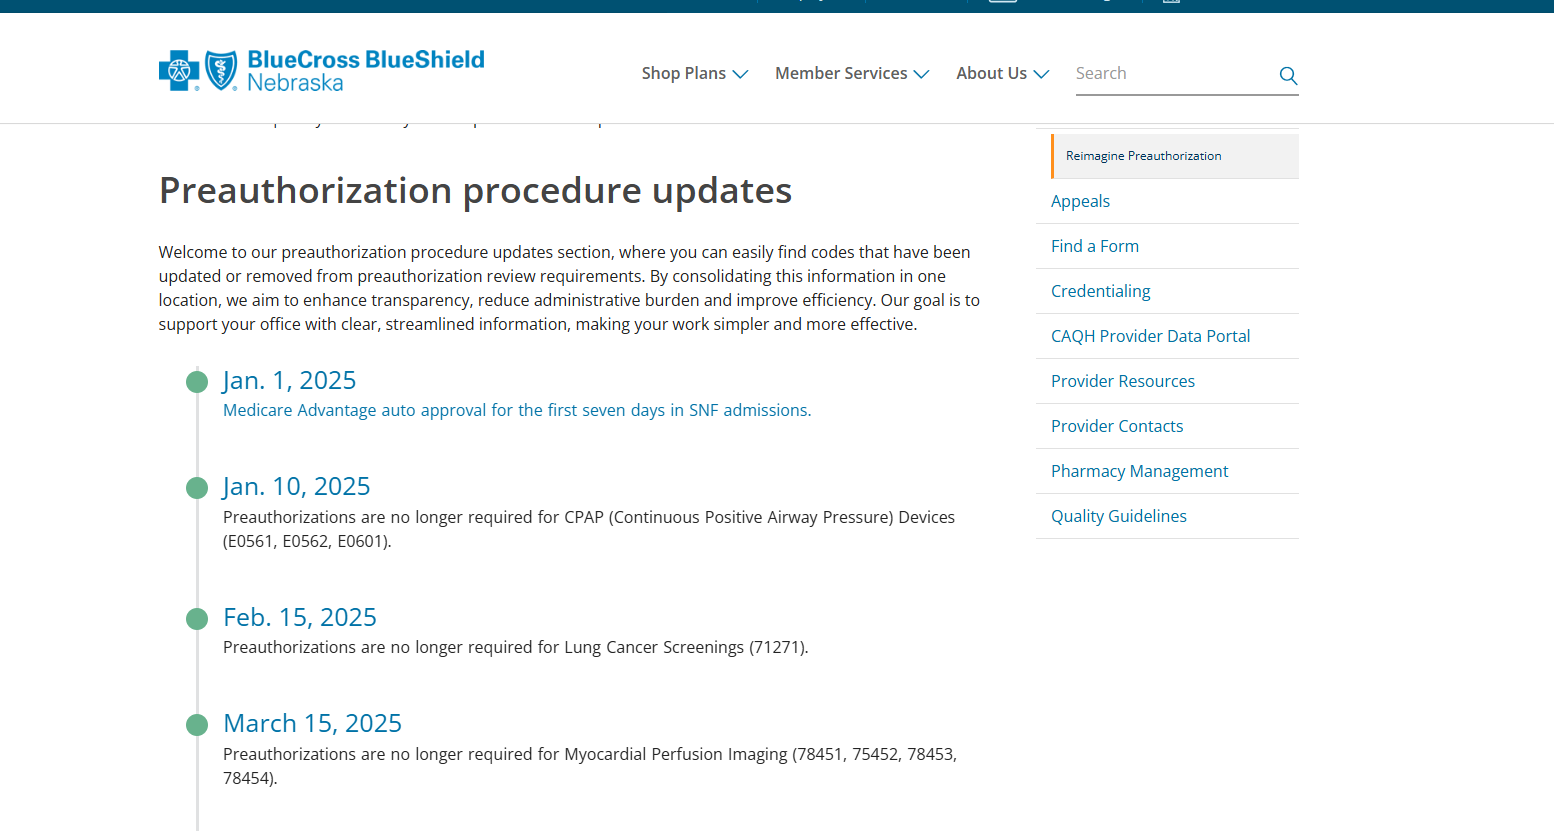 BlueCross BlueShield
Nebraska
Shop Plans
Member Services
About Us
Search
Preauthorization procedure updates
Welcome to our preauthorization procedure updates section, where you can easily find codes that have been
updated or removed from preauthorization review requirements. By consolidating this information in one
location, we aim to enhance transparency, reduce administrative burden and improve efficiency. Our goal is to
support your office with clear, streamlined information, making your work simpler and more effective.
Jan. 1, 2025
Medicare Advantage auto approval for the first seven days in SNF admissions.
Jan. 10, 2025
Preauthorizations are no longer required for CPAP (Continuous Positive Airway Pressure) Devices
(E0561, E0562, E0601).
Feb. 15, 2025
Preauthorizations are no longer required for Lung Cancer Screenings (71271).
March 15, 2025
Preauthorizations are no longer required for Myocardial Perfusion Imaging (78451, 75452, 78453,
78454).
Reimagine Preauthorization
Appeals
Find a Form
Credentialing
CAQH Provider Data Portal
Provider Resources
Provider Contacts
Pharmacy Management
Quality Guidelines